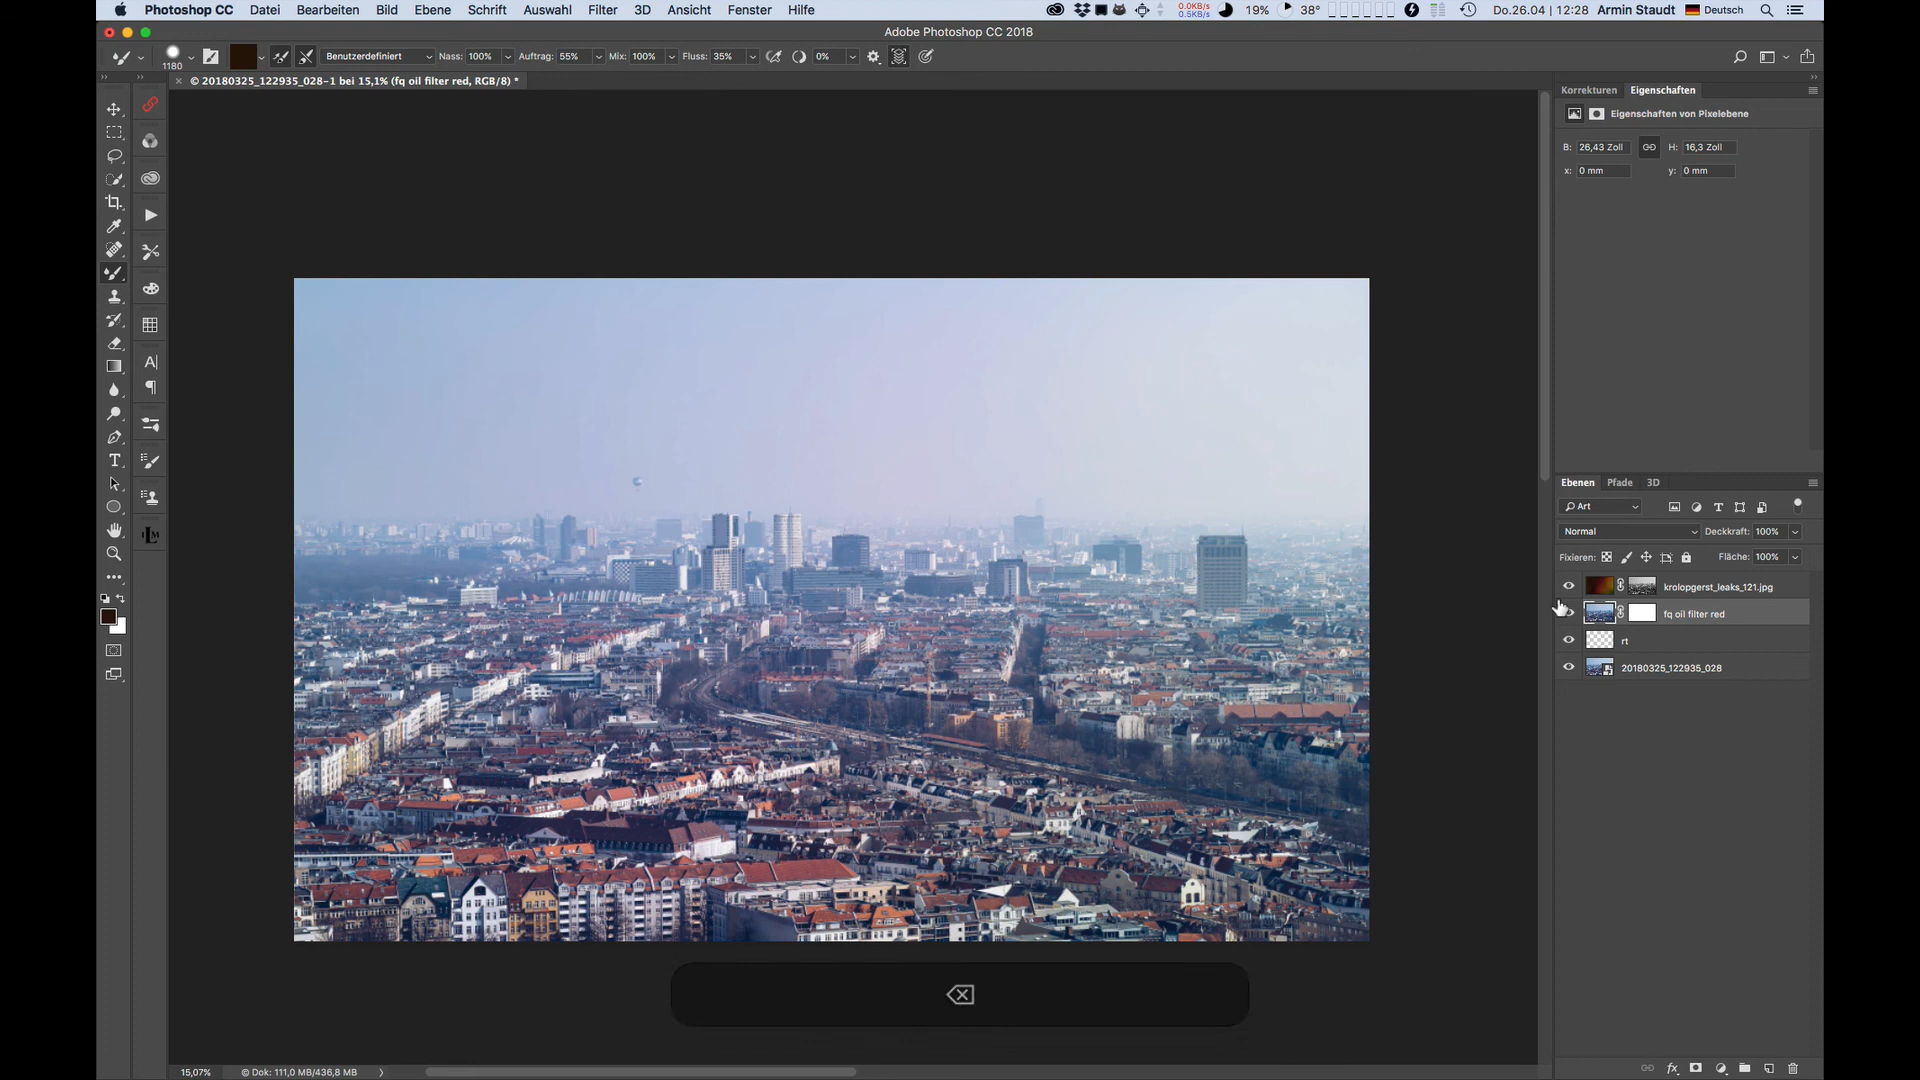 Photoshop CC Datei Bearbeiten Bild Ebene Schrift Auswahl Filter 3D Ansicht Fenster Hilfe 0.0KB/s 0.5KB/s 19% 38° Do.26.04 | 12:28 Armin Staudt Deutsch
Adobe Photoshop CC 2018
1180 Benutzerdefiniert Nass: 100% Auftrag: 55% Mix: 100% Fluss: 35% 0%
© 20180325_122935_028-1 bei 15,1% (fq oil filter red, RGB/8) *
Korrekturen Eigenschaften
Eigenschaften von Pixelebene
B: 26,43 Zoll H: 16,3 Zoll
x: 0 mm y: 0 mm
Ebenen Pfade 3D
Art
Normal Deckkraft: 100%
Fixieren: Fläche: 100%
krolopgerst_leaks_121.jpg
fq oil filter red
rt
20180325_122935_028
15,07% © Dok: 111,0 MB/436,8 MB